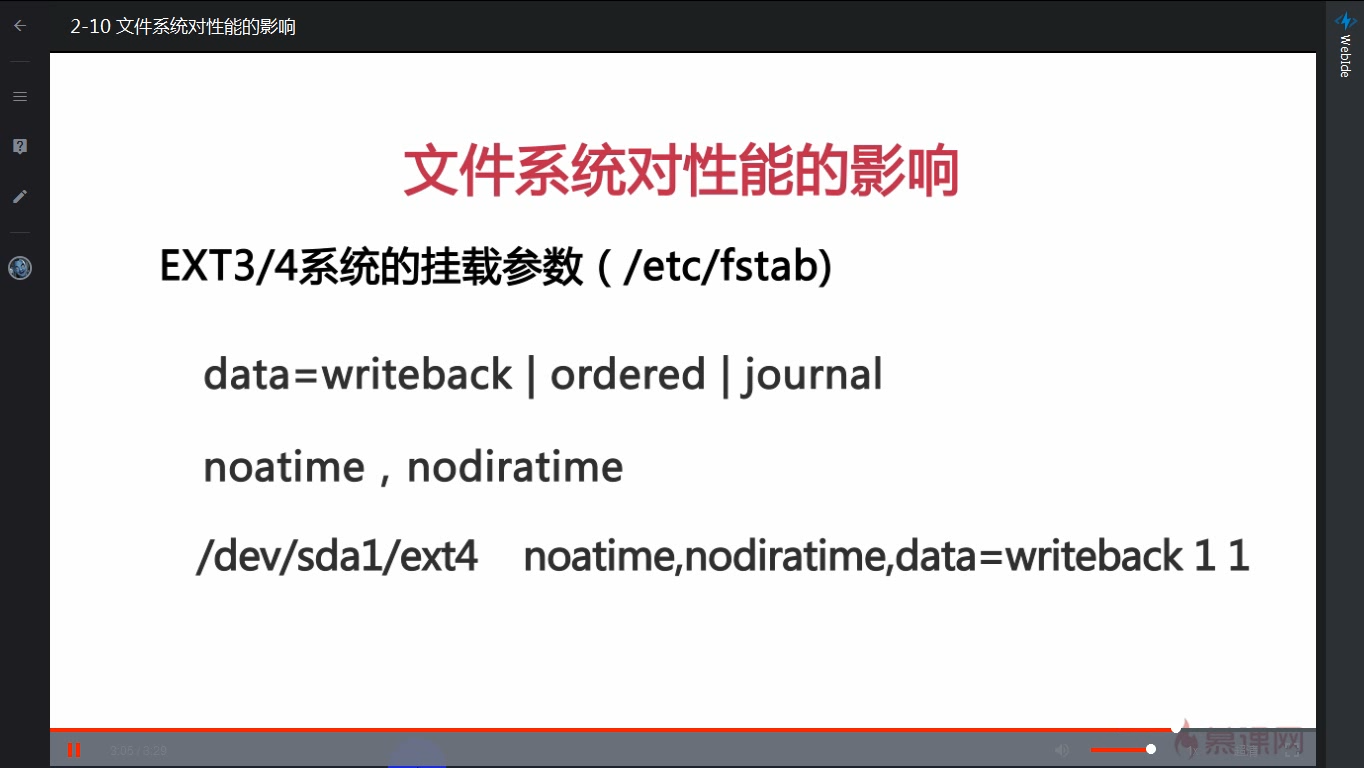 2-10 文件系统对性能的影响
WebIde
文件系统对性能的影响
EXT3/4系统的挂载参数（/etc/fstab)
data=writeback | ordered | journal
noatime，nodiratime
/dev/sda1/ext4 noatime,nodiratime,data=writeback 1 1
3:05 / 3:29
慕课网